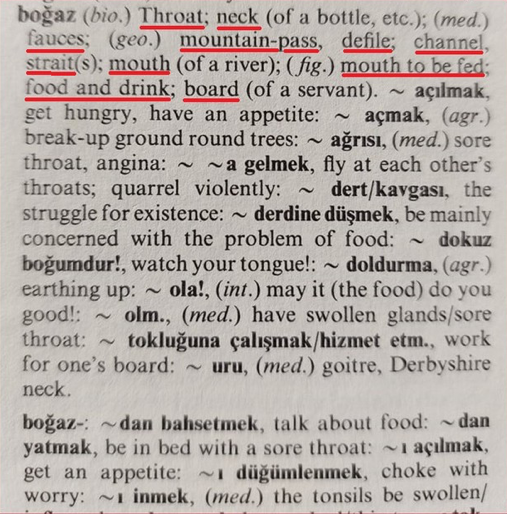 boğaz (bio.) Throat; neck (of a bottle, etc.); (med.)
fauces; (geo.) mountain-pass, defile; channel,
strait(s); mouth (of a river); (fig.) mouth to be fed;
food and drink; board (of a servant). ~ açılmak,
get hungry, have an appetite: ~ açmak, (agr.)
break-up ground round trees: ~ ağrısı, (med.) sore
throat, angina: ~ ~a gelmek, fly at each other's
throats; quarrel violently: ~ dert/kavgası, the
struggle for existence: ~ derdine düşmek, be mainly
concerned with the problem of food: ~ dokuz
boğumdur!, watch your tongue!: ~ doldurma, (agr.)
earthing up: ~ ola!, (int.) may it (the food) do you
good!: ~ olm., (med.) have swollen glands/sore
throat: ~ tokluğuna çalışmak/hizmet etm., work
for one's board: ~ uru, (med.) goitre, Derbyshire
neck.
boğaz-: ~dan bahsetmek, talk about food: ~dan
yatmak, be in bed with a sore throat: ~ı açılmak,
get an appetite: ~ı düğümlenmek, choke with
worry: ~ı inmek, (med.) the tonsils be swollen/